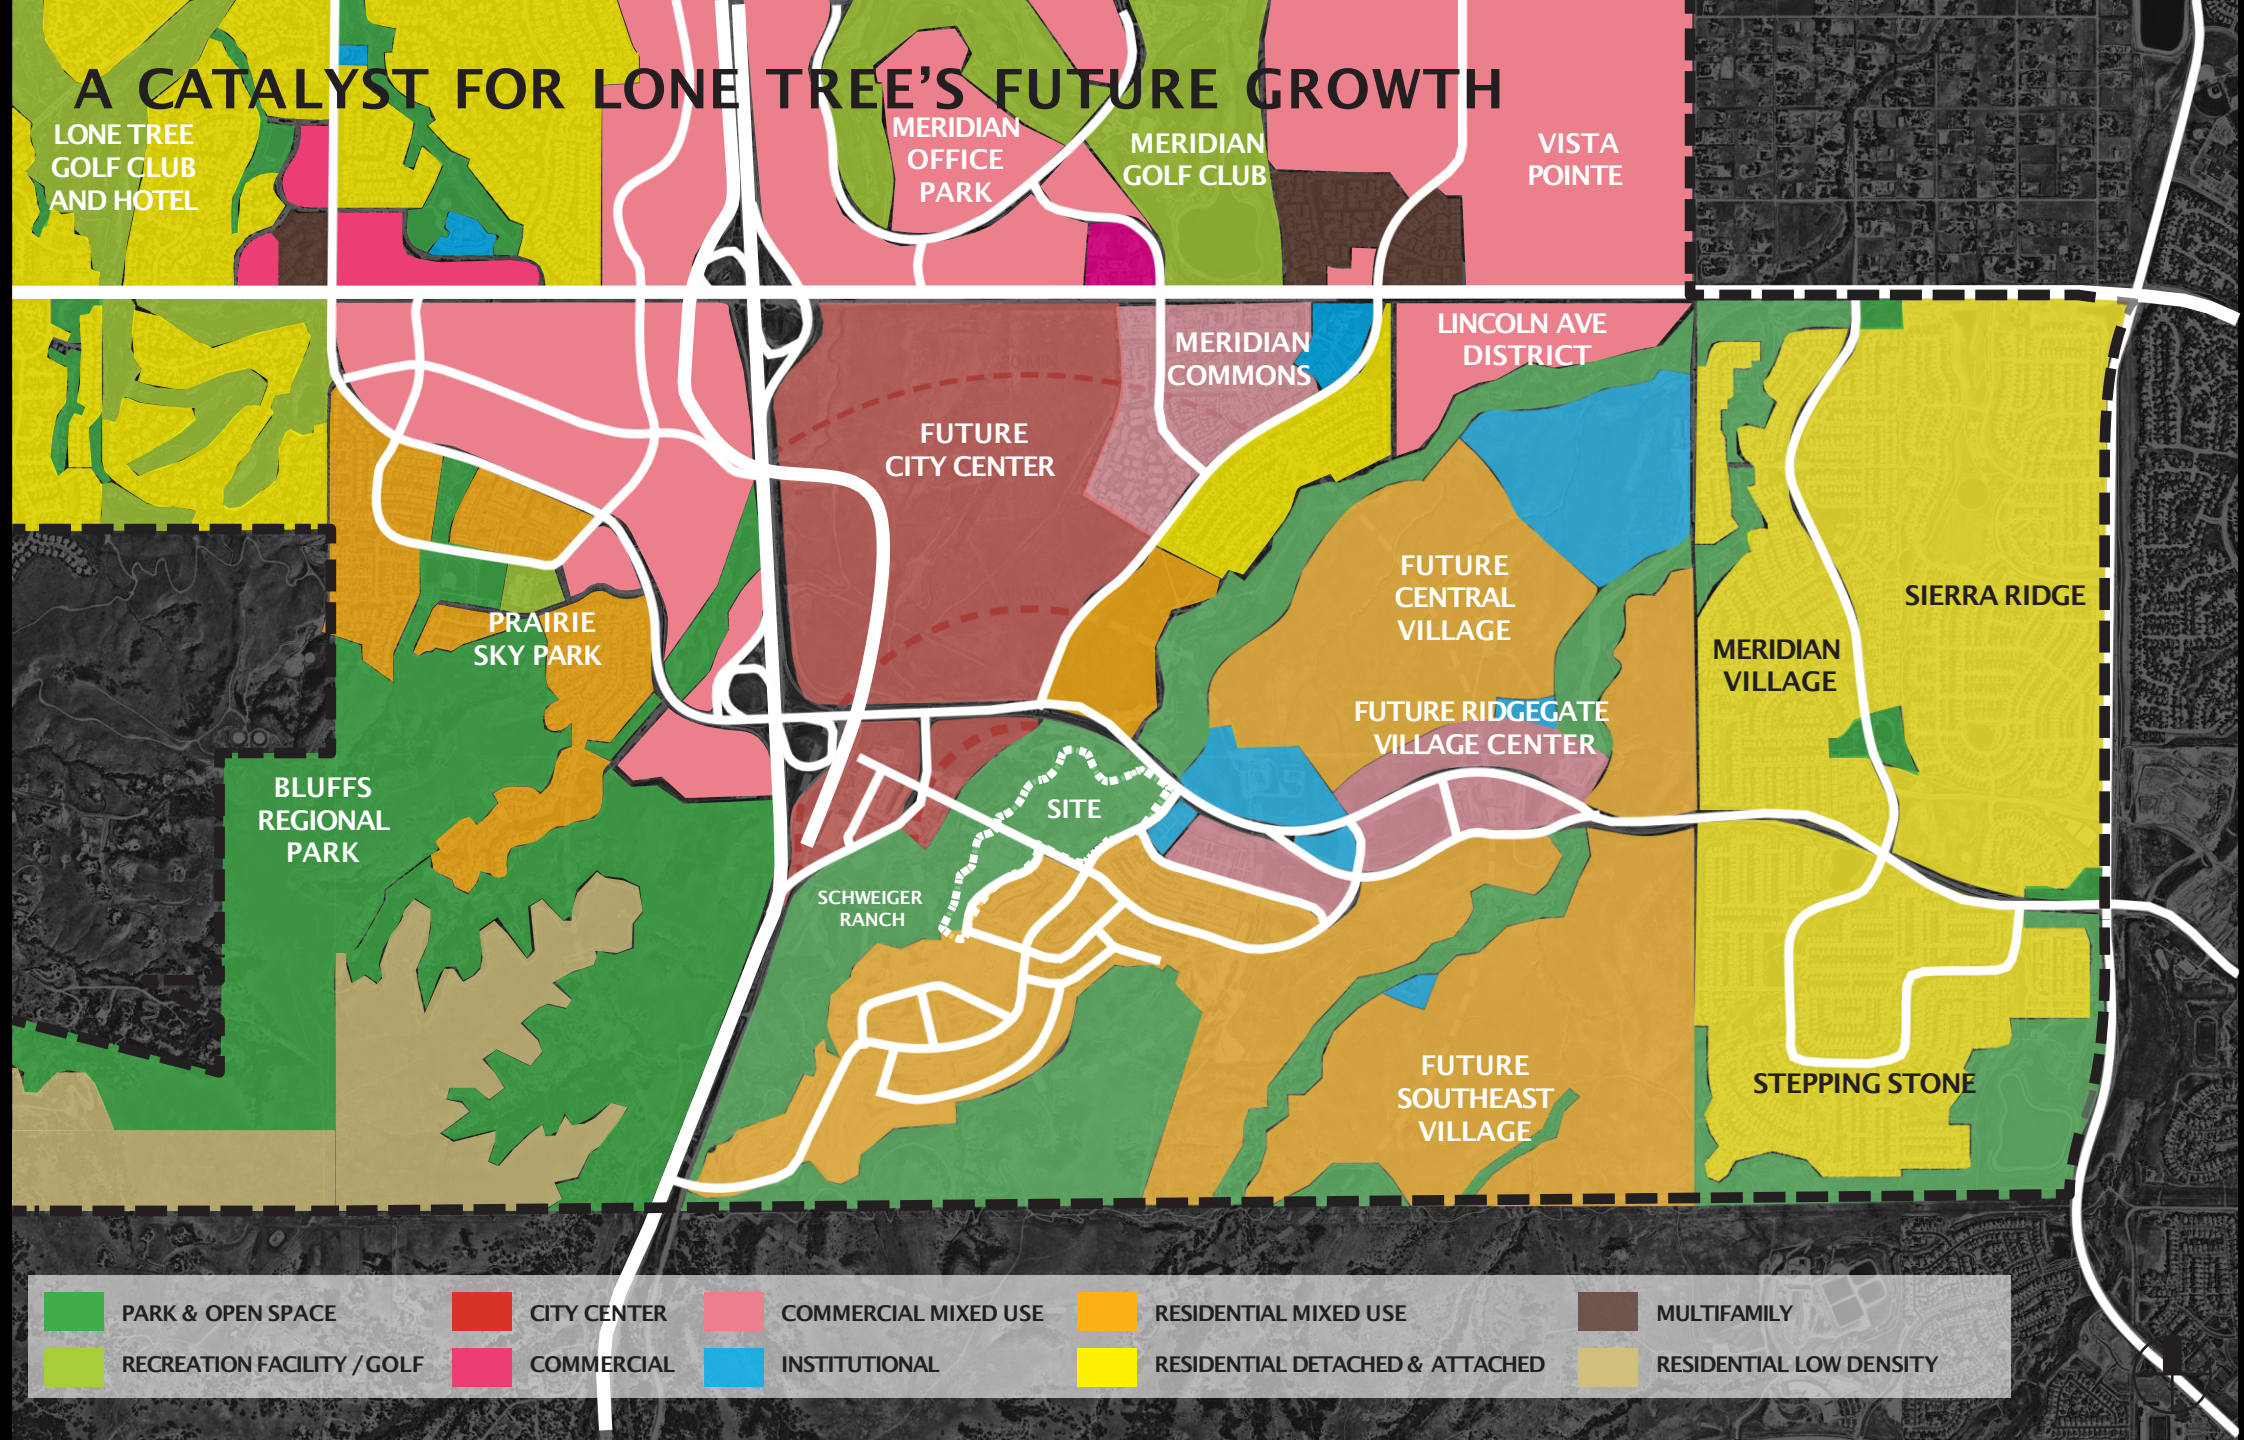 A CATALYST FOR LONE TREE'S FUTURE GROWTH
LONE TREE
GOLF CLUB
AND HOTEL
MERIDIAN
OFFICE
PARK
MERIDIAN
GOLF CLUB
VISTA
POINTE
MERIDIAN
COMMONS
LINCOLN AVE
DISTRICT
FUTURE
CITY CENTER
FUTURE
CENTRAL
VILLAGE
SIERRA RIDGE
PRAIRIE
SKY PARK
MERIDIAN
VILLAGE
FUTURE RIDGEGATE
VILLAGE CENTER
BLUFFS
REGIONAL
PARK
SITE
SCHWEIGER
RANCH
FUTURE
SOUTHEAST
VILLAGE
STEPPING STONE
PARK & OPEN SPACE
CITY CENTER
COMMERCIAL MIXED USE
RESIDENTIAL MIXED USE
MULTIFAMILY
RECREATION FACILITY / GOLF
COMMERCIAL
INSTITUTIONAL
RESIDENTIAL DETACHED & ATTACHED
RESIDENTIAL LOW DENSITY